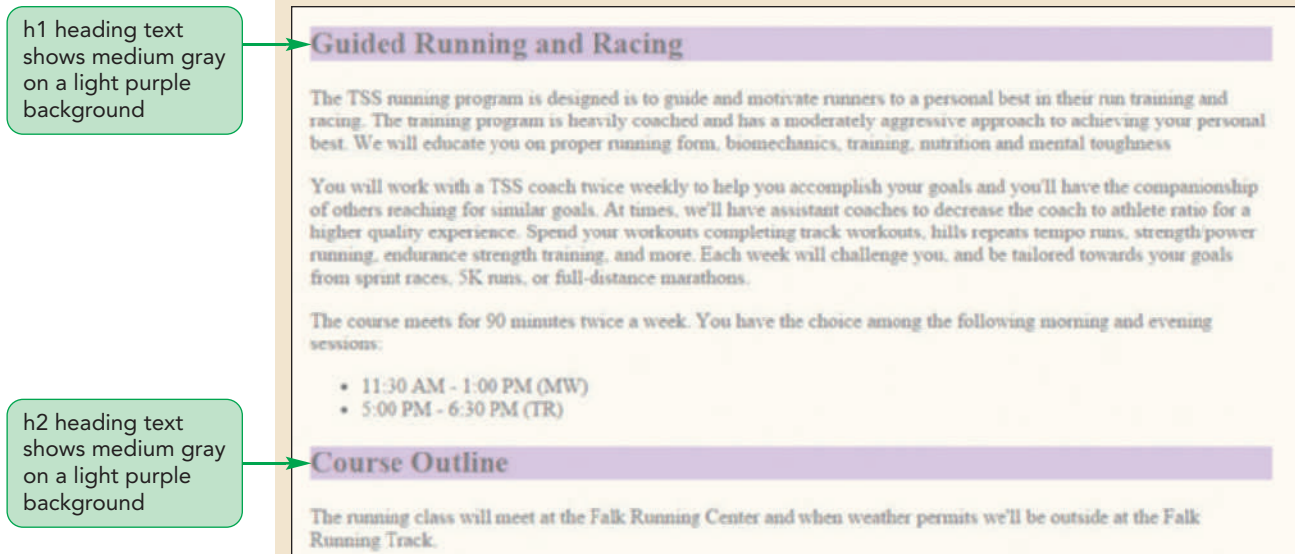 h1 heading text
shows medium gray
on a light purple
background
Guided Running and Racing
The TSS running program is designed is to guide and motivate runners to a personal best in their run training and
racing. The training program is heavily coached and has a moderately aggressive approach to achieving your personal
best. We will educate you on proper running form, biomechanics, training, nutrition and mental toughness
You will work with a TSS coach twice weekly to help you accomplish your goals and you'll have the companionship
of others reaching for similar goals. At times, we'll have assistant coaches to decrease the coach to athlete ratio for a
higher quality experience. Spend your workouts completing track workouts, hills repeats tempo runs, strength/power
running, endurance strength training, and more. Each week will challenge you, and be tailored towards your goals
from sprint races, 5K runs, or full-distance marathons.
The course meets for 90 minutes twice a week. You have the choice among the following morning and evening
sessions:
• 11:30 AM - 1:00 PM (MW)
• 5:00 PM - 6:30 PM (TR)
h2 heading text
shows medium gray
on a light purple
background
Course Outline
The running class will meet at the Falk Running Center and when weather permits we'll be outside at the Falk
Running Track.